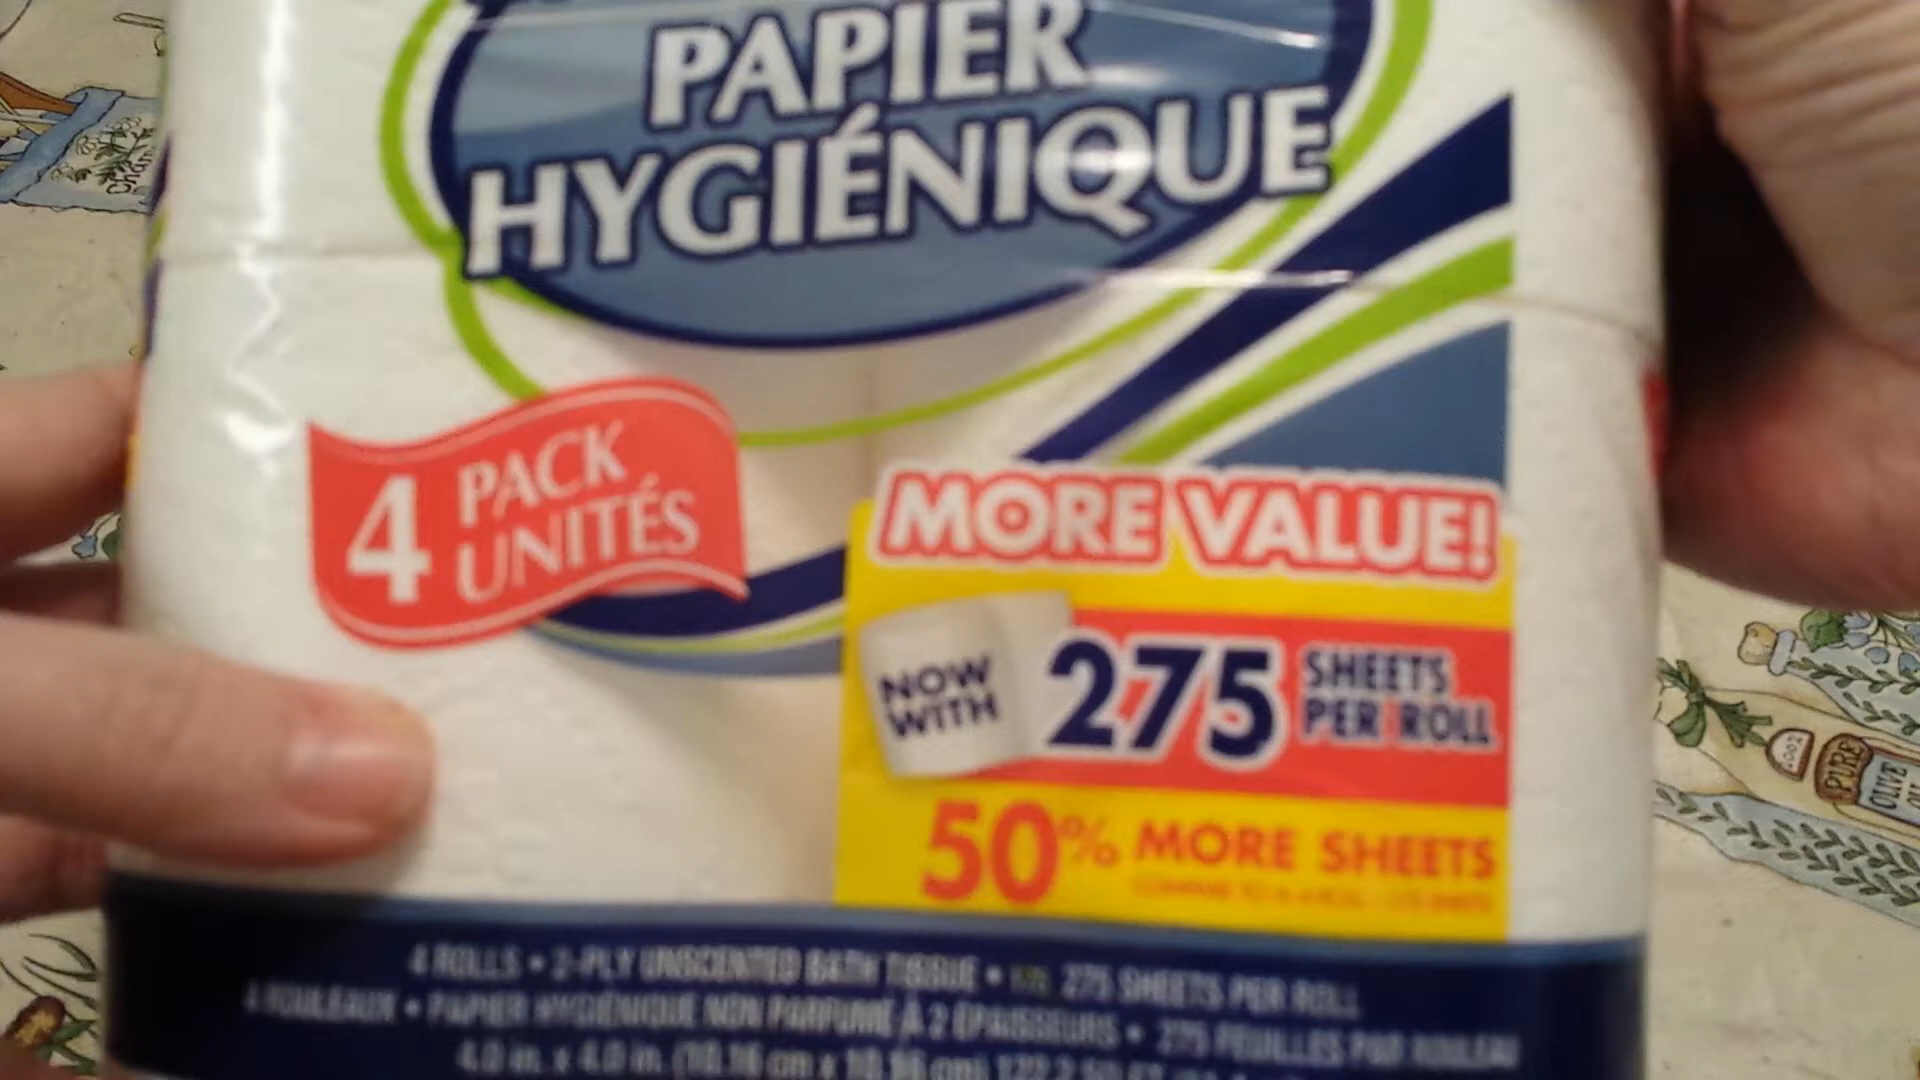 PAPIER
HYGIÉNIQUE
4 PACK
UNITÉS
MORE VALUE!
NOW
WITH
275 SHEETS
PER ROLL
50% MORE SHEETS
4 ROLLS • 2-PLY UNSCENTED BATH TISSUE • 275 SHEETS PER ROLL
4 ROULEAUX • PAPIER HYGIÉNIQUE NON PARFUMÉ À 2 ÉPAISSEURS • 275 FEUILLES PAR ROULEAU
4.0 in. x 4.0 in. (10.16 cm x 10.16 cm)
PURE
OLIVE